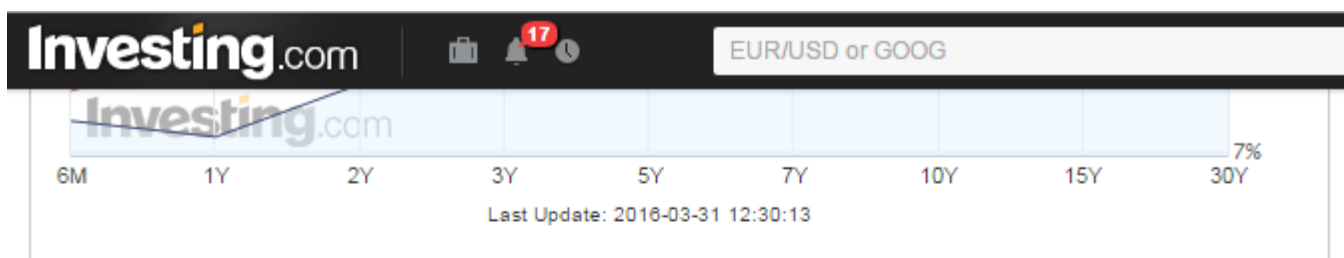 Investing.com 17 EUR/USD or GOOG
Investing.com
7%
6M 1Y 2Y 3Y 5Y 7Y 10Y 15Y 30Y
Last Update: 2016-03-31 12:30:13